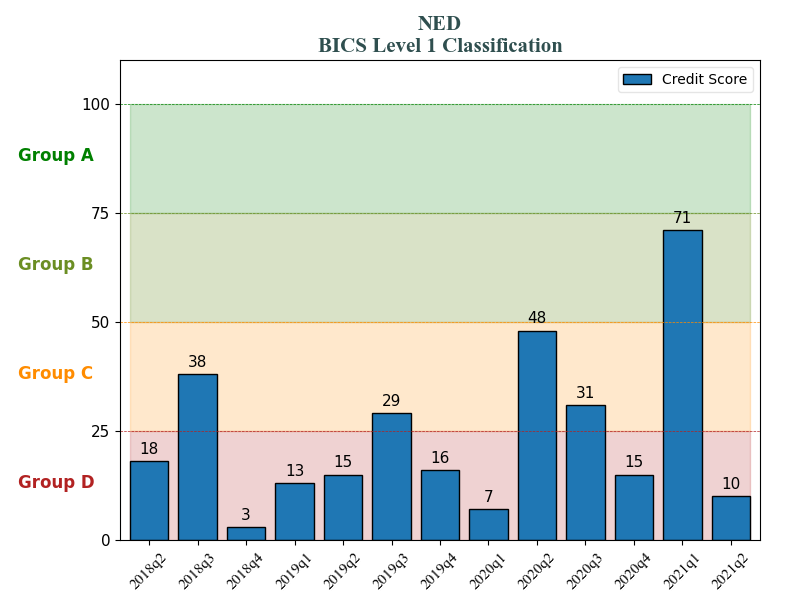 NED
BICS Level 1 Classification
Credit Score
100
Group A
75
71
Group B
50
48
38
Group C
31
29
25
18
16
15
15
13
Group D
10
7
3
0
2018q2 2018q3 2018q4 2019q1 2019q2 2019q3 2019q4 2020q1 2020q2 2020q3 2020q4 2021q1 2021q2